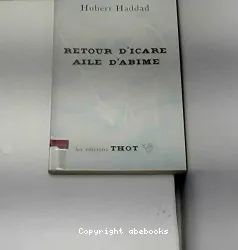 Hubert Haddad
RETOUR D'ICARE
AILE D'ABIME
les éditions THOT
Copyright abebooks